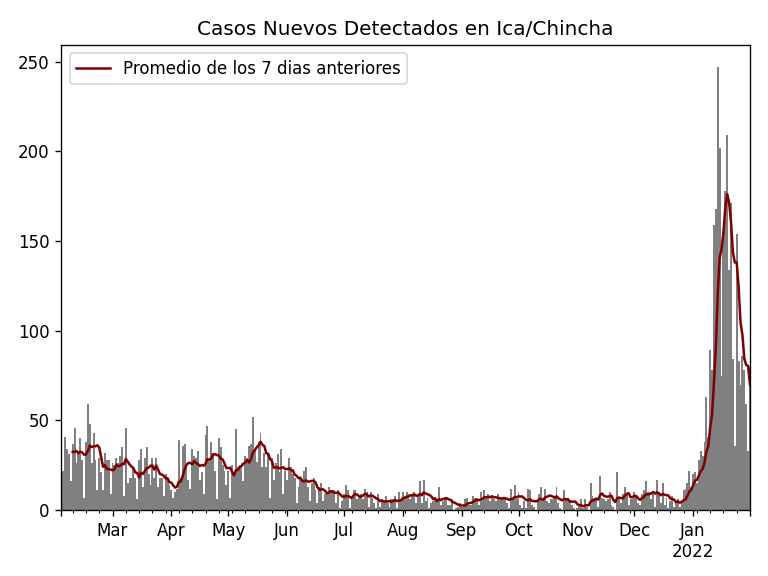 Casos Nuevos Detectados en Ica/Chincha
Promedio de los 7 dias anteriores
250
200
150
100
50
0
Mar Apr May Jun Jul Aug Sep Oct Nov Dec Jan
2022